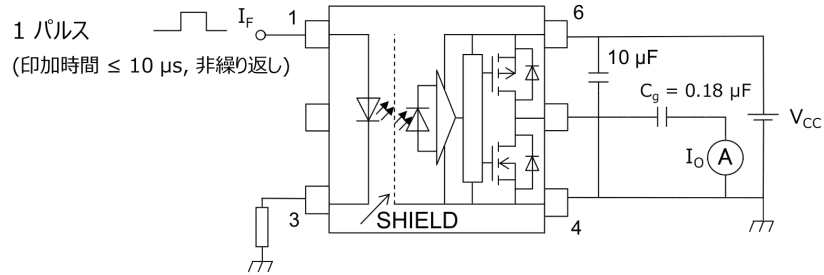 1 パルス
(印加時間 ≤ 10 µs, 非繰り返し)
I_F
1
3
SHIELD
6
4
10 µF
C_g = 0.18 µF
I_O
A
V_CC